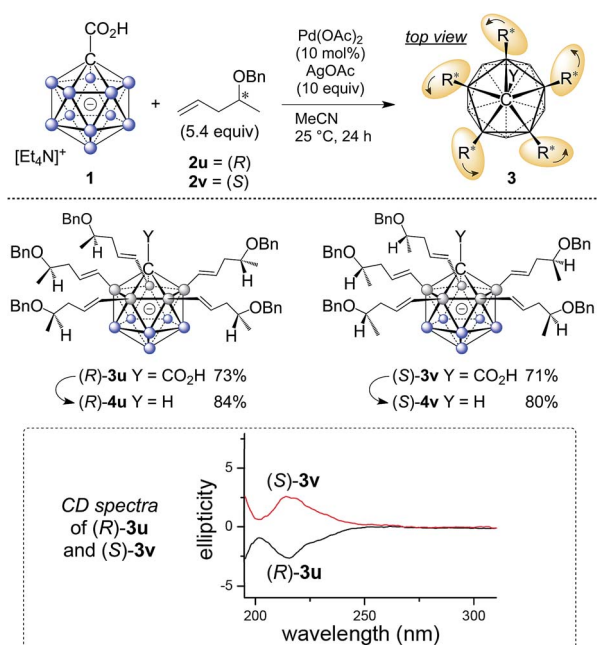 CO₂H
C
⊖
[Et₄N]⁺
1
+
OBn
*
(5.4 equiv)
2u = (R)
2v = (S)
Pd(OAc)₂
(10 mol%)
AgOAc
(10 equiv)
MeCN
25 °C, 24 h
top view
R*
R* Y R*
C
R* R*
3
BnO H BnO H Y C OBn H
BnO H ⊖ OBn H
(R)-3u Y = CO₂H 73%
(R)-4u Y = H 84%
BnO H BnO H Y C OBn H
BnO H ⊖ OBn H
(S)-3v Y = CO₂H 71%
(S)-4v Y = H 80%
CD spectra
of (R)-3u
and (S)-3v
ellipticity
5
0
-5
(S)-3v
(R)-3u
200 250 300
wavelength (nm)